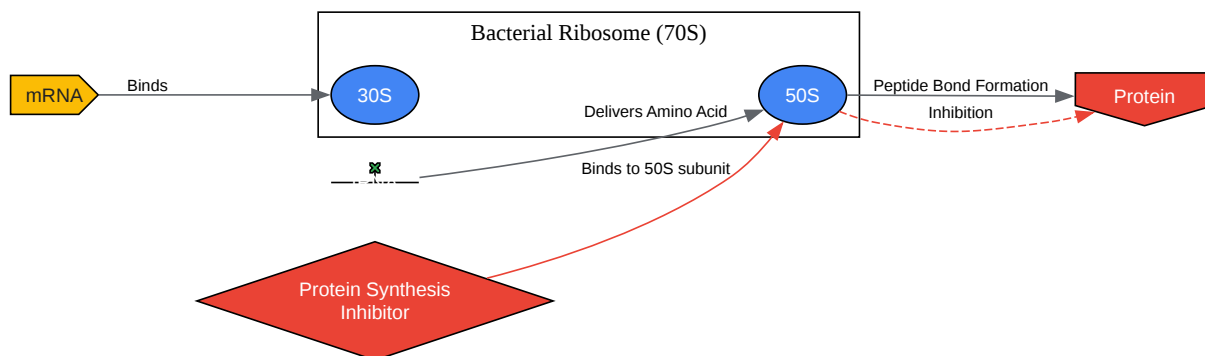 Bacterial Ribosome (70S)
mRNA
Binds
30S
50S
Peptide Bond Formation
Protein
Delivers Amino Acid
Inhibition
Binds to 50S subunit
Protein Synthesis
Inhibitor